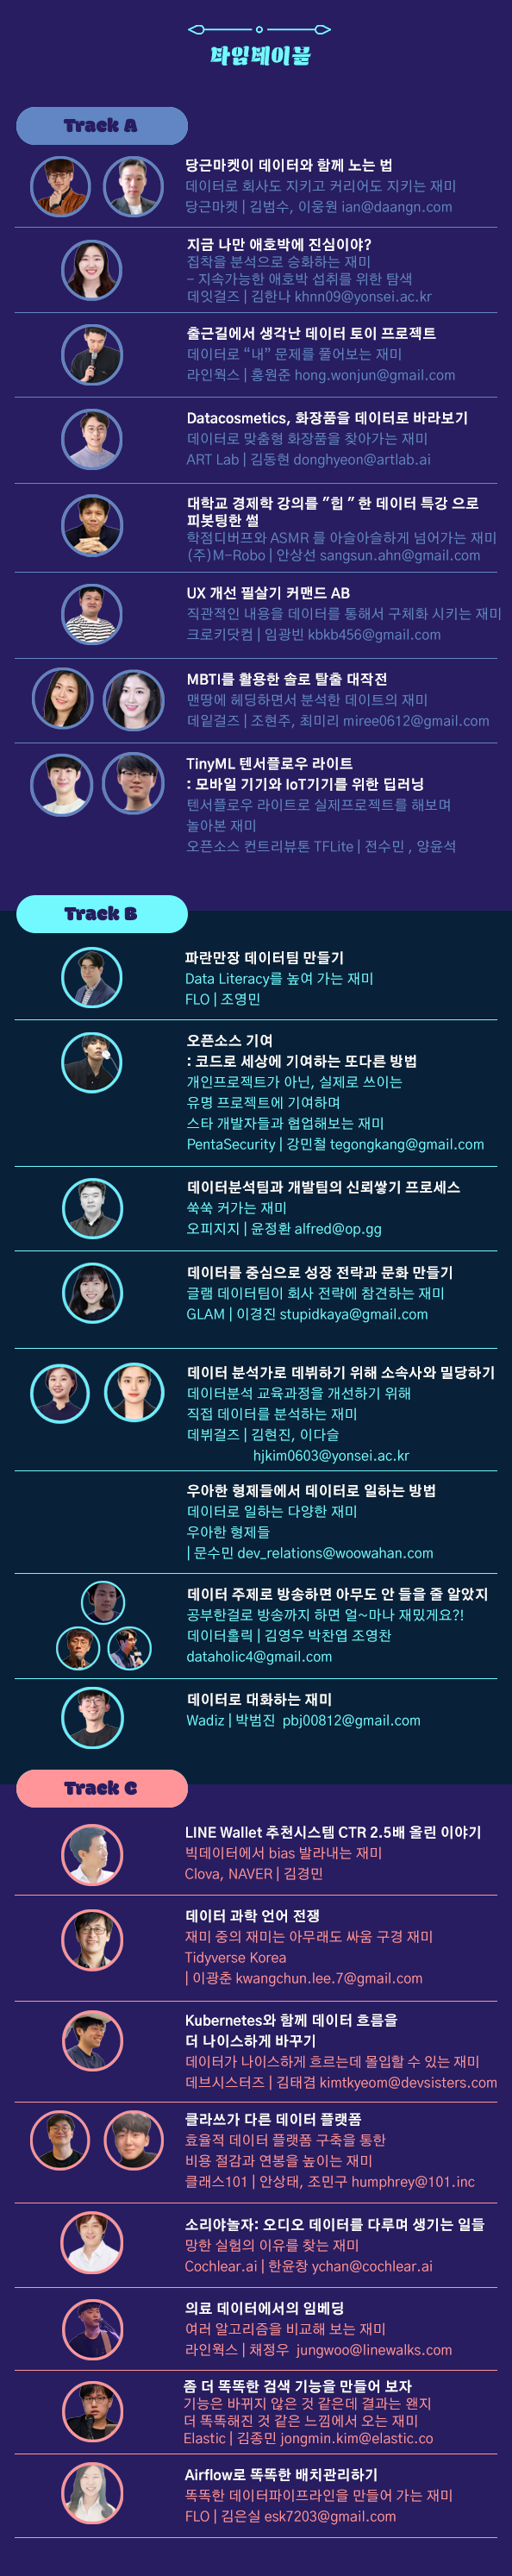 타임테이블
Track A
당근마켓이 데이터와 함께 노는 법
데이터로 회사도 지키고 커리어도 지키는 재미
당근마켓 | 김범수, 이웅원 ian@daangn.com
지금 나만 애호박에 진심이야?
집착을 분석으로 승화하는 재미
- 지속가능한 애호박 섭취를 위한 탐색
데잇걸즈 | 김한나 khnn09@yonsei.ac.kr
출근길에서 생각난 데이터 토이 프로젝트
데이터로 “내” 문제를 풀어보는 재미
라인웍스 | 홍원준 hong.wonjun@gmail.com
Datacosmetics, 화장품을 데이터로 바라보기
데이터로 맞춤형 화장품을 찾아가는 재미
ART Lab | 김동현 donghyeon@artlab.ai
대학교 경제학 강의를 "힙 " 한 데이터 특강 으로
피봇팅한 썰
학점디버프와 ASMR 를 아슬아슬하게 넘어가는 재미
(주)M-Robo | 안상선 sangsun.ahn@gmail.com
UX 개선 필살기 커맨드 AB
직관적인 내용을 데이터를 통해서 구체화 시키는 재미
크로키닷컴 | 임광빈 kbkb456@gmail.com
MBTI를 활용한 솔로 탈출 대작전
맨땅에 헤딩하면서 분석한 데이트의 재미
데잍걸즈 | 조현주, 최미리 miree0612@gmail.com
TinyML 텐서플로우 라이트
: 모바일 기기와 IoT기기를 위한 딥러닝
텐서플로우 라이트로 실제프로젝트를 해보며
놀아본 재미
오픈소스 컨트리뷰톤 TFLite | 전수민 , 양윤석
Track B
파란만장 데이터팀 만들기
Data Literacy를 높여 가는 재미
FLO | 조영민
오픈소스 기여
: 코드로 세상에 기여하는 또다른 방법
개인프로젝트가 아닌, 실제로 쓰이는
유명 프로젝트에 기여하며
스타 개발자들과 협업해보는 재미
PentaSecurity | 강민철 tegongkang@gmail.com
데이터분석팀과 개발팀의 신뢰쌓기 프로세스
쑥쑥 커가는 재미
오피지지 | 윤정환 alfred@op.gg
데이터를 중심으로 성장 전략과 문화 만들기
글램 데이터팀이 회사 전략에 참견하는 재미
GLAM | 이경진 stupidkaya@gmail.com
데이터 분석가로 데뷔하기 위해 소속사와 밀당하기
데이터분석 교육과정을 개선하기 위해
직접 데이터를 분석하는 재미
데뷔걸즈 | 김현진, 이다슬
hjkim0603@yonsei.ac.kr
우아한 형제들에서 데이터로 일하는 방법
데이터로 일하는 다양한 재미
우아한 형제들
| 문수민 dev_relations@woowahan.com
데이터 주제로 방송하면 아무도 안 들을 줄 알았지
공부한걸로 방송까지 하면 얼~마나 재밌게요?!
데이터홀릭 | 김영우 박찬엽 조영찬
dataholic4@gmail.com
데이터로 대화하는 재미
Wadiz | 박범진 pbj00812@gmail.com
Track C
LINE Wallet 추천시스템 CTR 2.5배 올린 이야기
빅데이터에서 bias 발라내는 재미
Clova, NAVER | 김경민
데이터 과학 언어 전쟁
재미 중의 재미는 아무래도 싸움 구경 재미
Tidyverse Korea
| 이광춘 kwangchun.lee.7@gmail.com
Kubernetes와 함께 데이터 흐름을
더 나이스하게 바꾸기
데이터가 나이스하게 흐르는데 몰입할 수 있는 재미
데브시스터즈 | 김태겸 kimtkyeom@devsisters.com
클라쓰가 다른 데이터 플랫폼
효율적 데이터 플랫폼 구축을 통한
비용 절감과 연봉을 높이는 재미
클래스101 | 안상태, 조민구 humphrey@101.inc
소리야놀자: 오디오 데이터를 다루며 생기는 일들
망한 실험의 이유를 찾는 재미
Cochlear.ai | 한윤창 ychan@cochlear.ai
의료 데이터에서의 임베딩
여러 알고리즘을 비교해 보는 재미
라인웍스 | 채정우 jungwoo@linewalks.com
좀 더 똑똑한 검색 기능을 만들어 보자
기능은 바뀌지 않은 것 같은데 결과는 왠지
더 똑똑해진 것 같은 느낌에서 오는 재미
Elastic | 김종민 jongmin.kim@elastic.co
Airflow로 똑똑한 배치관리하기
똑똑한 데이터파이프라인을 만들어 가는 재미
FLO | 김은실 esk7203@gmail.com